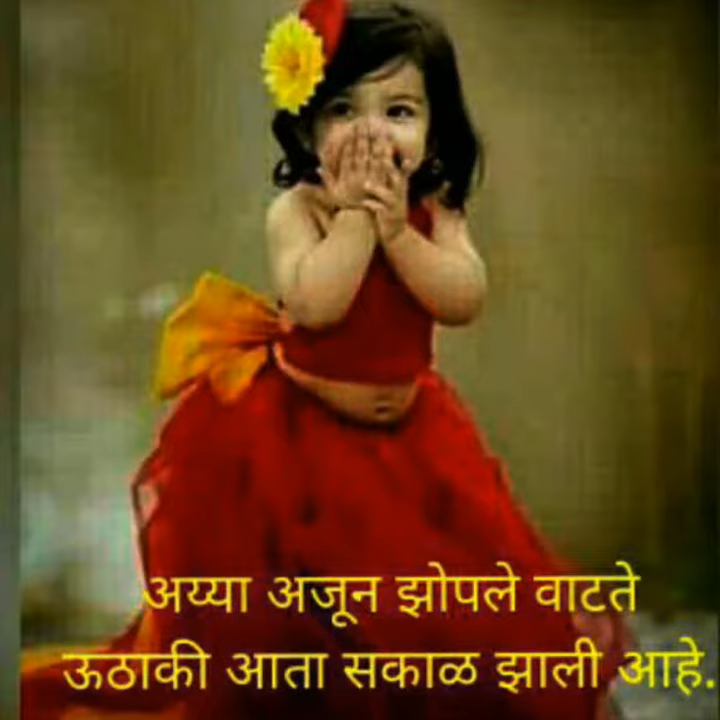 अय्या अजून झोपले वाटते
ऊठाकी आता सकाळ झाली आहे.